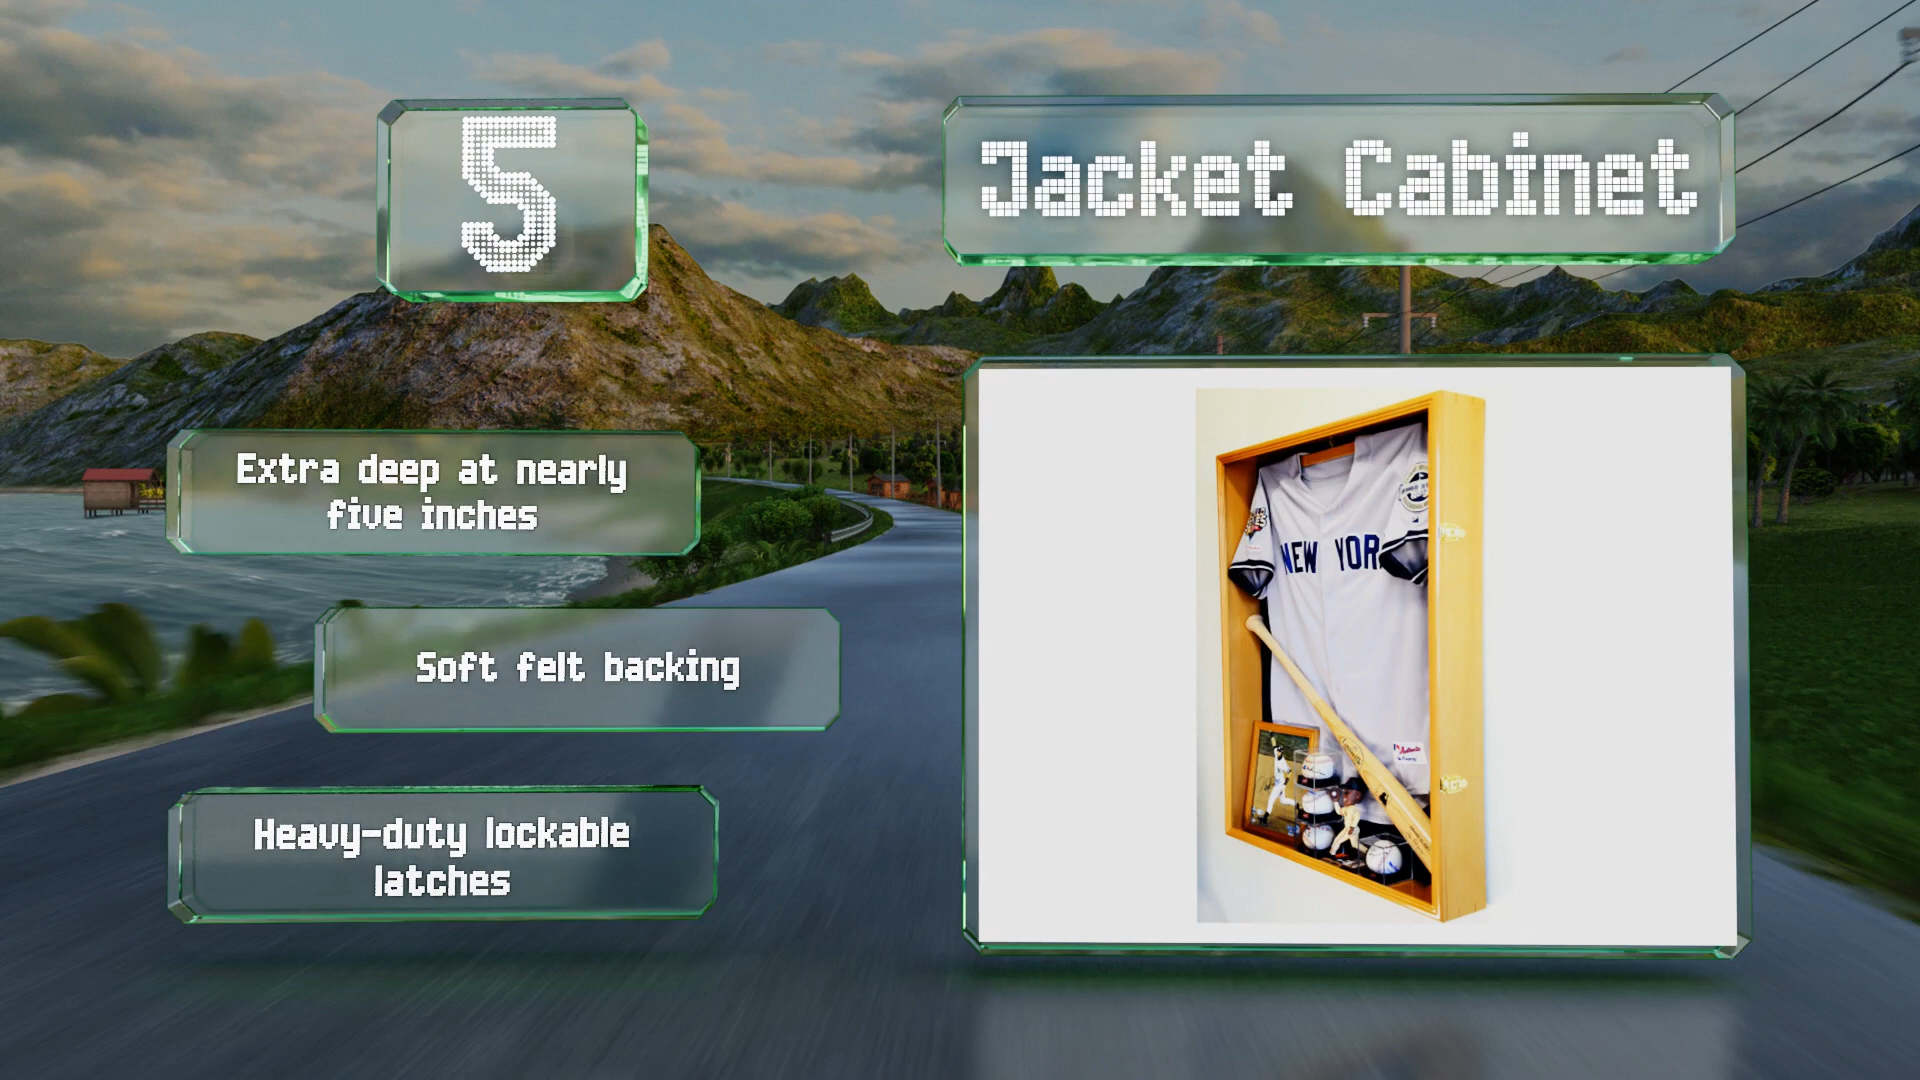 5
Jacket Cabinet
Extra deep at nearly
five inches
Soft felt backing
Heavy-duty lockable
latches
NEW YOR